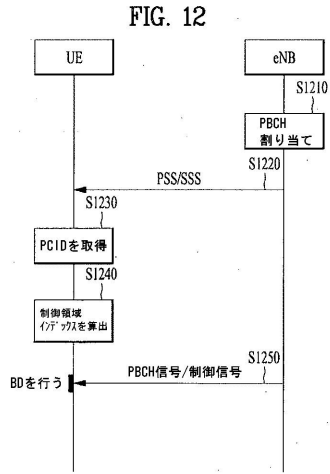 FIG. 12
UE
eNB
S1210
PBCH
割り当て
S1220
PSS/SSS
S1230
PCIDを取得
S1240
制御領域
インデックスを算出
S1250
PBCH信号/制御信号
BDを行う